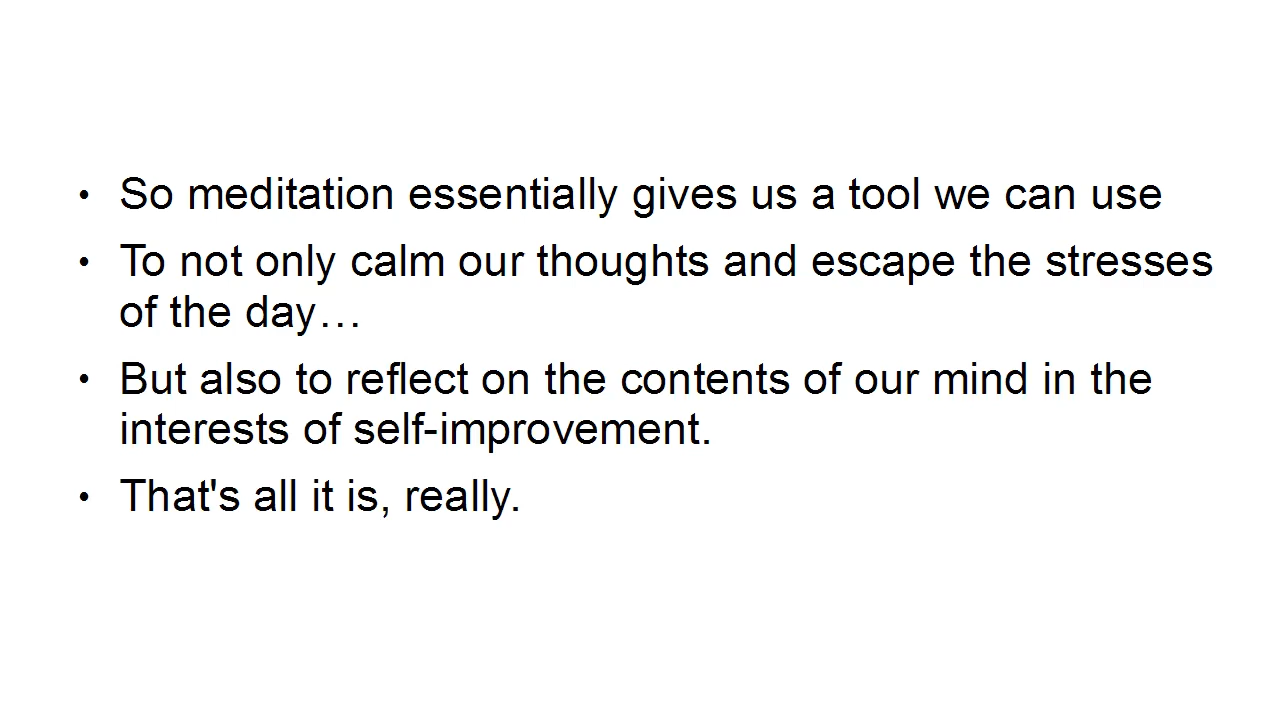 • So meditation essentially gives us a tool we can use
• To not only calm our thoughts and escape the stresses
of the day…
• But also to reflect on the contents of our mind in the
interests of self-improvement.
• That's all it is, really.